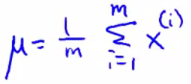 μ = 1/m ∑_{i=1}^{m} x^{(i)}